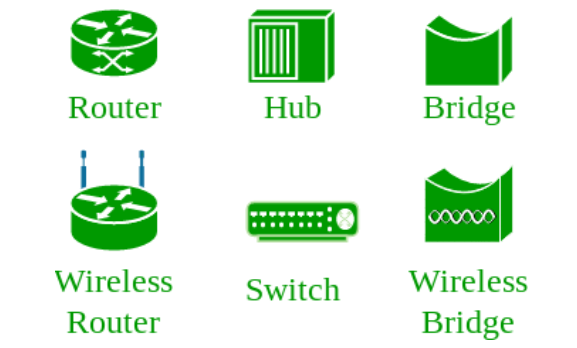 Router
Hub
Bridge
Wireless
Router
Switch
Wireless
Bridge